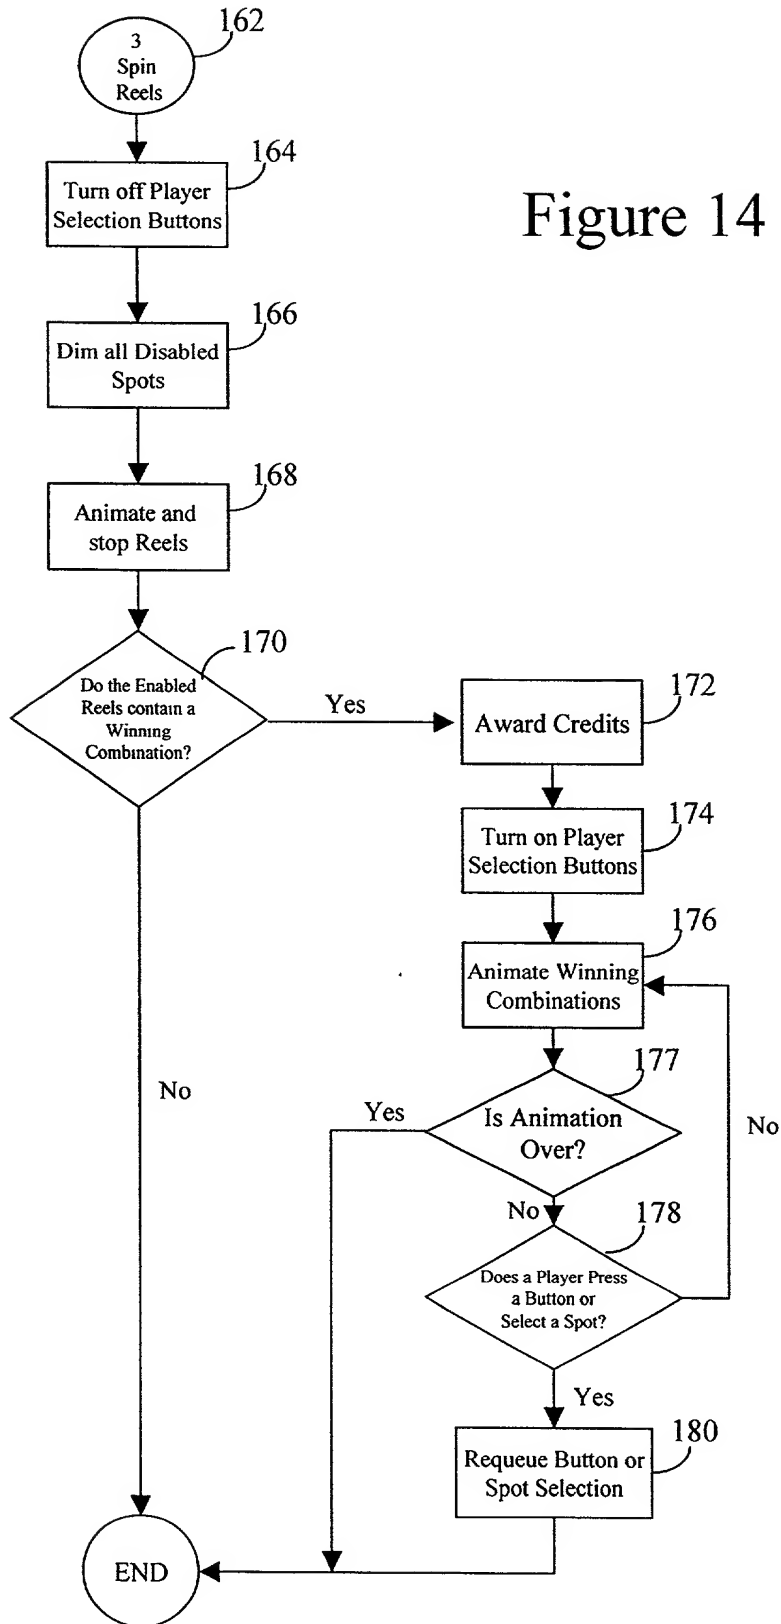 162
3
Spin
Reels
164
Turn off Player
Selection Buttons
Figure 14
166
Dim all Disabled
Spots
168
Animate and
stop Reels
170
Do the Enabled
Reels contain a
Winning
Combination?
Yes
172
Award Credits
174
Turn on Player
Selection Buttons
176
Animate Winning
Combinations
No
177
Yes
Is Animation
Over?
No
No
178
Does a Player Press
a Button or
Select a Spot?
Yes
180
Requeue Button or
Spot Selection
END